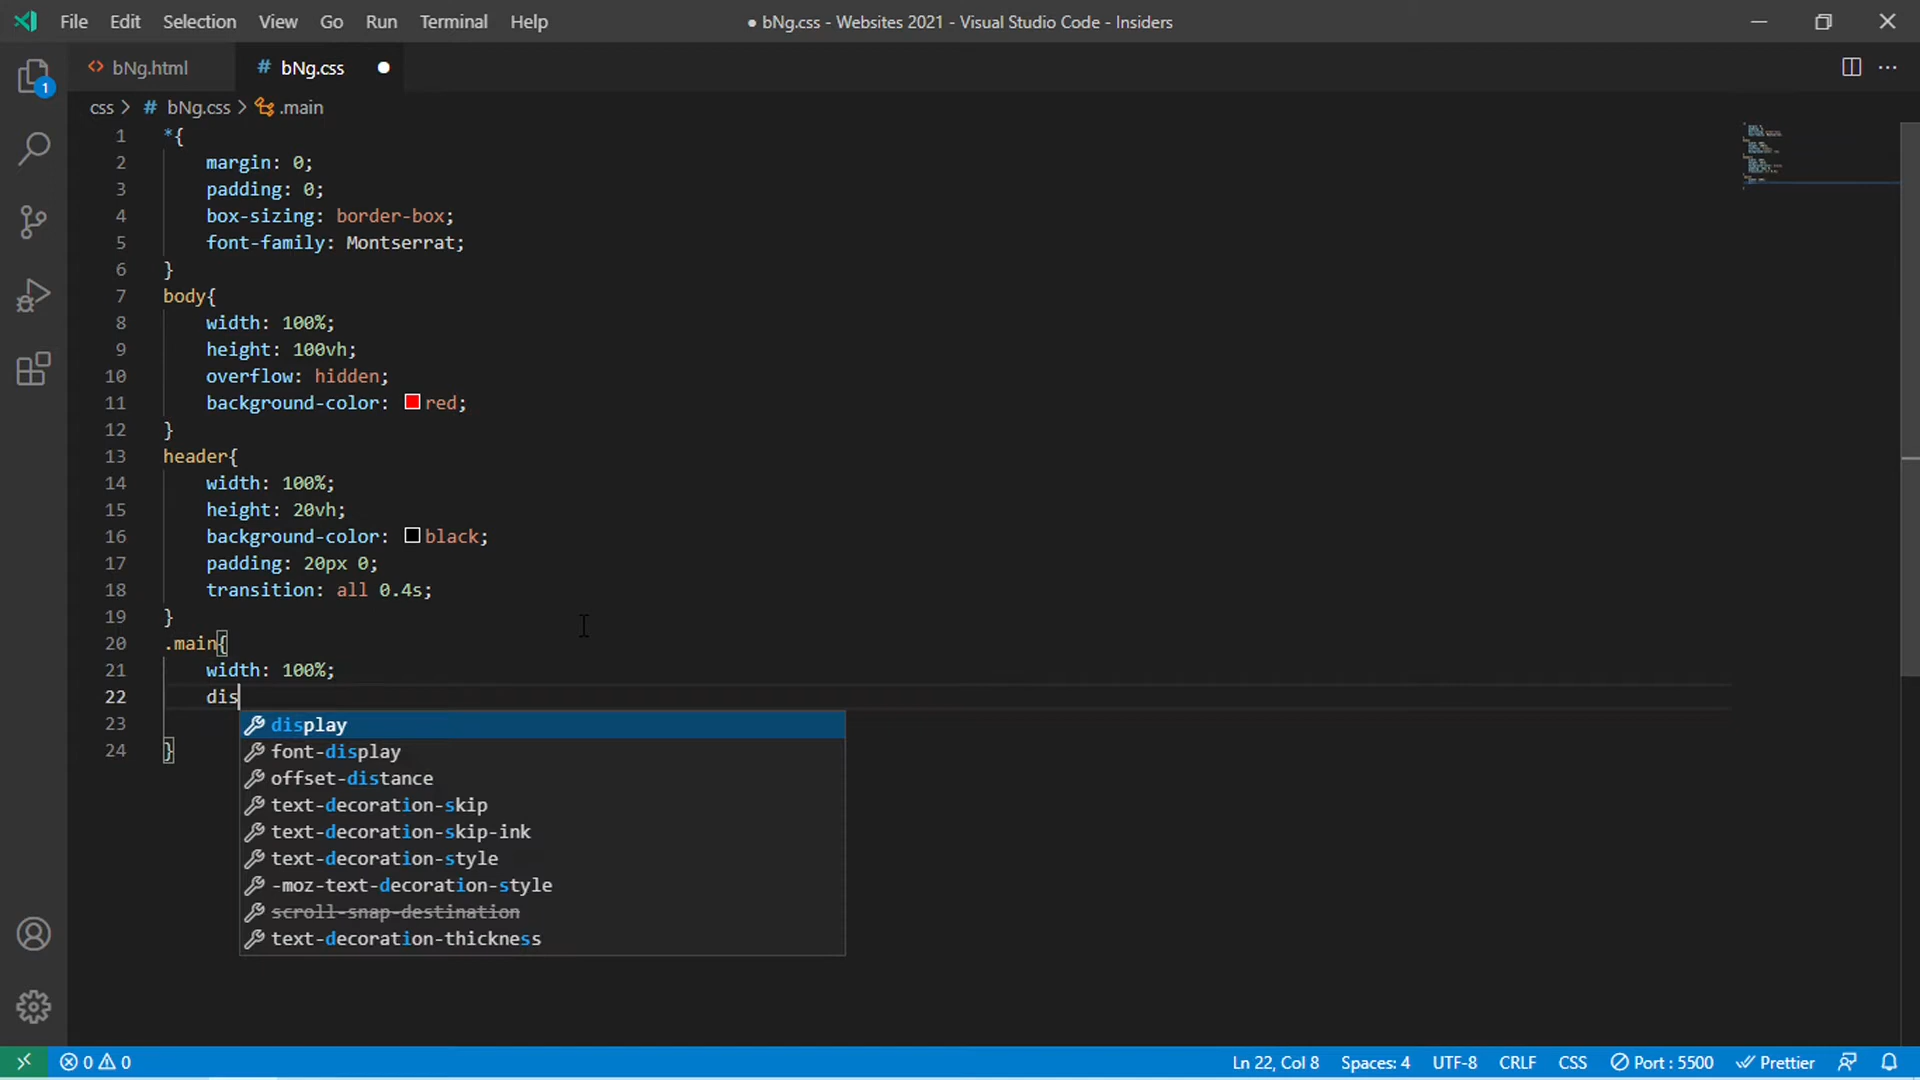 File Edit Selection View Go Run Terminal Help ● bNg.css - Websites 2021 - Visual Studio Code - Insiders
1
<> bNg.html # bNg.css ●
css > # bNg.css > .main
1 *{
2 margin: 0;
3 padding: 0;
4 box-sizing: border-box;
5 font-family: Montserrat;
6 }
7 body{
8 width: 100%;
9 height: 100vh;
10 overflow: hidden;
11 background-color: red;
12 }
13 header{
14 width: 100%;
15 height: 20vh;
16 background-color: black;
17 padding: 20px 0;
18 transition: all 0.4s;
19 }
20 .main{
21 width: 100%;
22 dis
23 display
font-display
24 }
offset-distance
text-decoration-skip
text-decoration-skip-ink
text-decoration-style
-moz-text-decoration-style
scroll-snap-destination
text-decoration-thickness
0 0 Ln 22, Col 8 Spaces: 4 UTF-8 CRLF CSS Port : 5500 Prettier